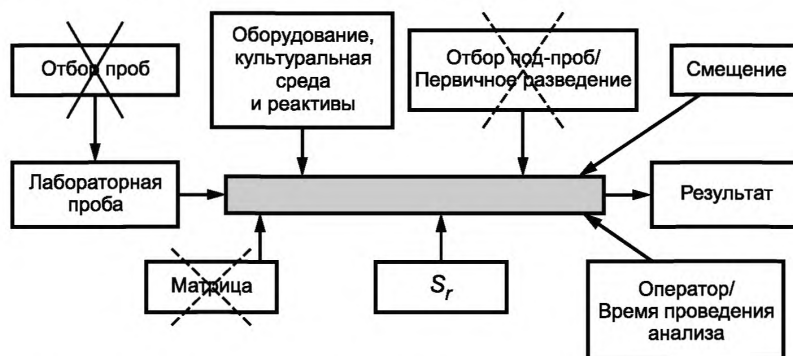 Отбор проб
Оборудование,
культуральная
среда
и реактивы
Отбор под-проб/
Первичное разведение
Смещение
Лабораторная
проба
Результат
Матрица
Sr
Оператор/
Время проведения
анализа